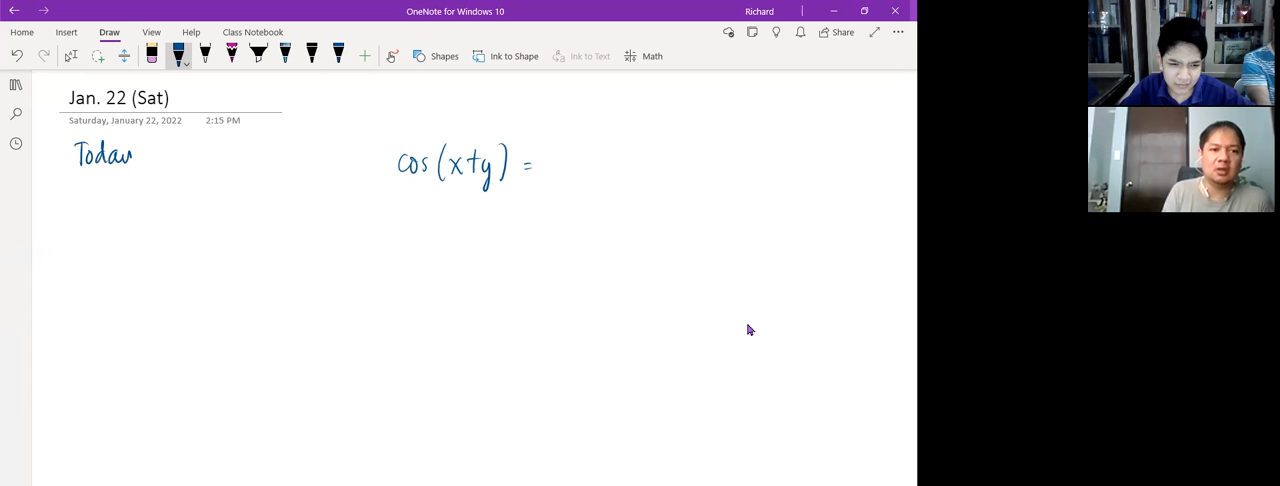 OneNote for Windows 10
Richard
Home Insert Draw View Help Class Notebook
Share
Shapes Ink to Shape Ink to Text Math
Jan. 22 (Sat)
Saturday, January 22, 2022 2:15 PM
Today
cos(x+y) =